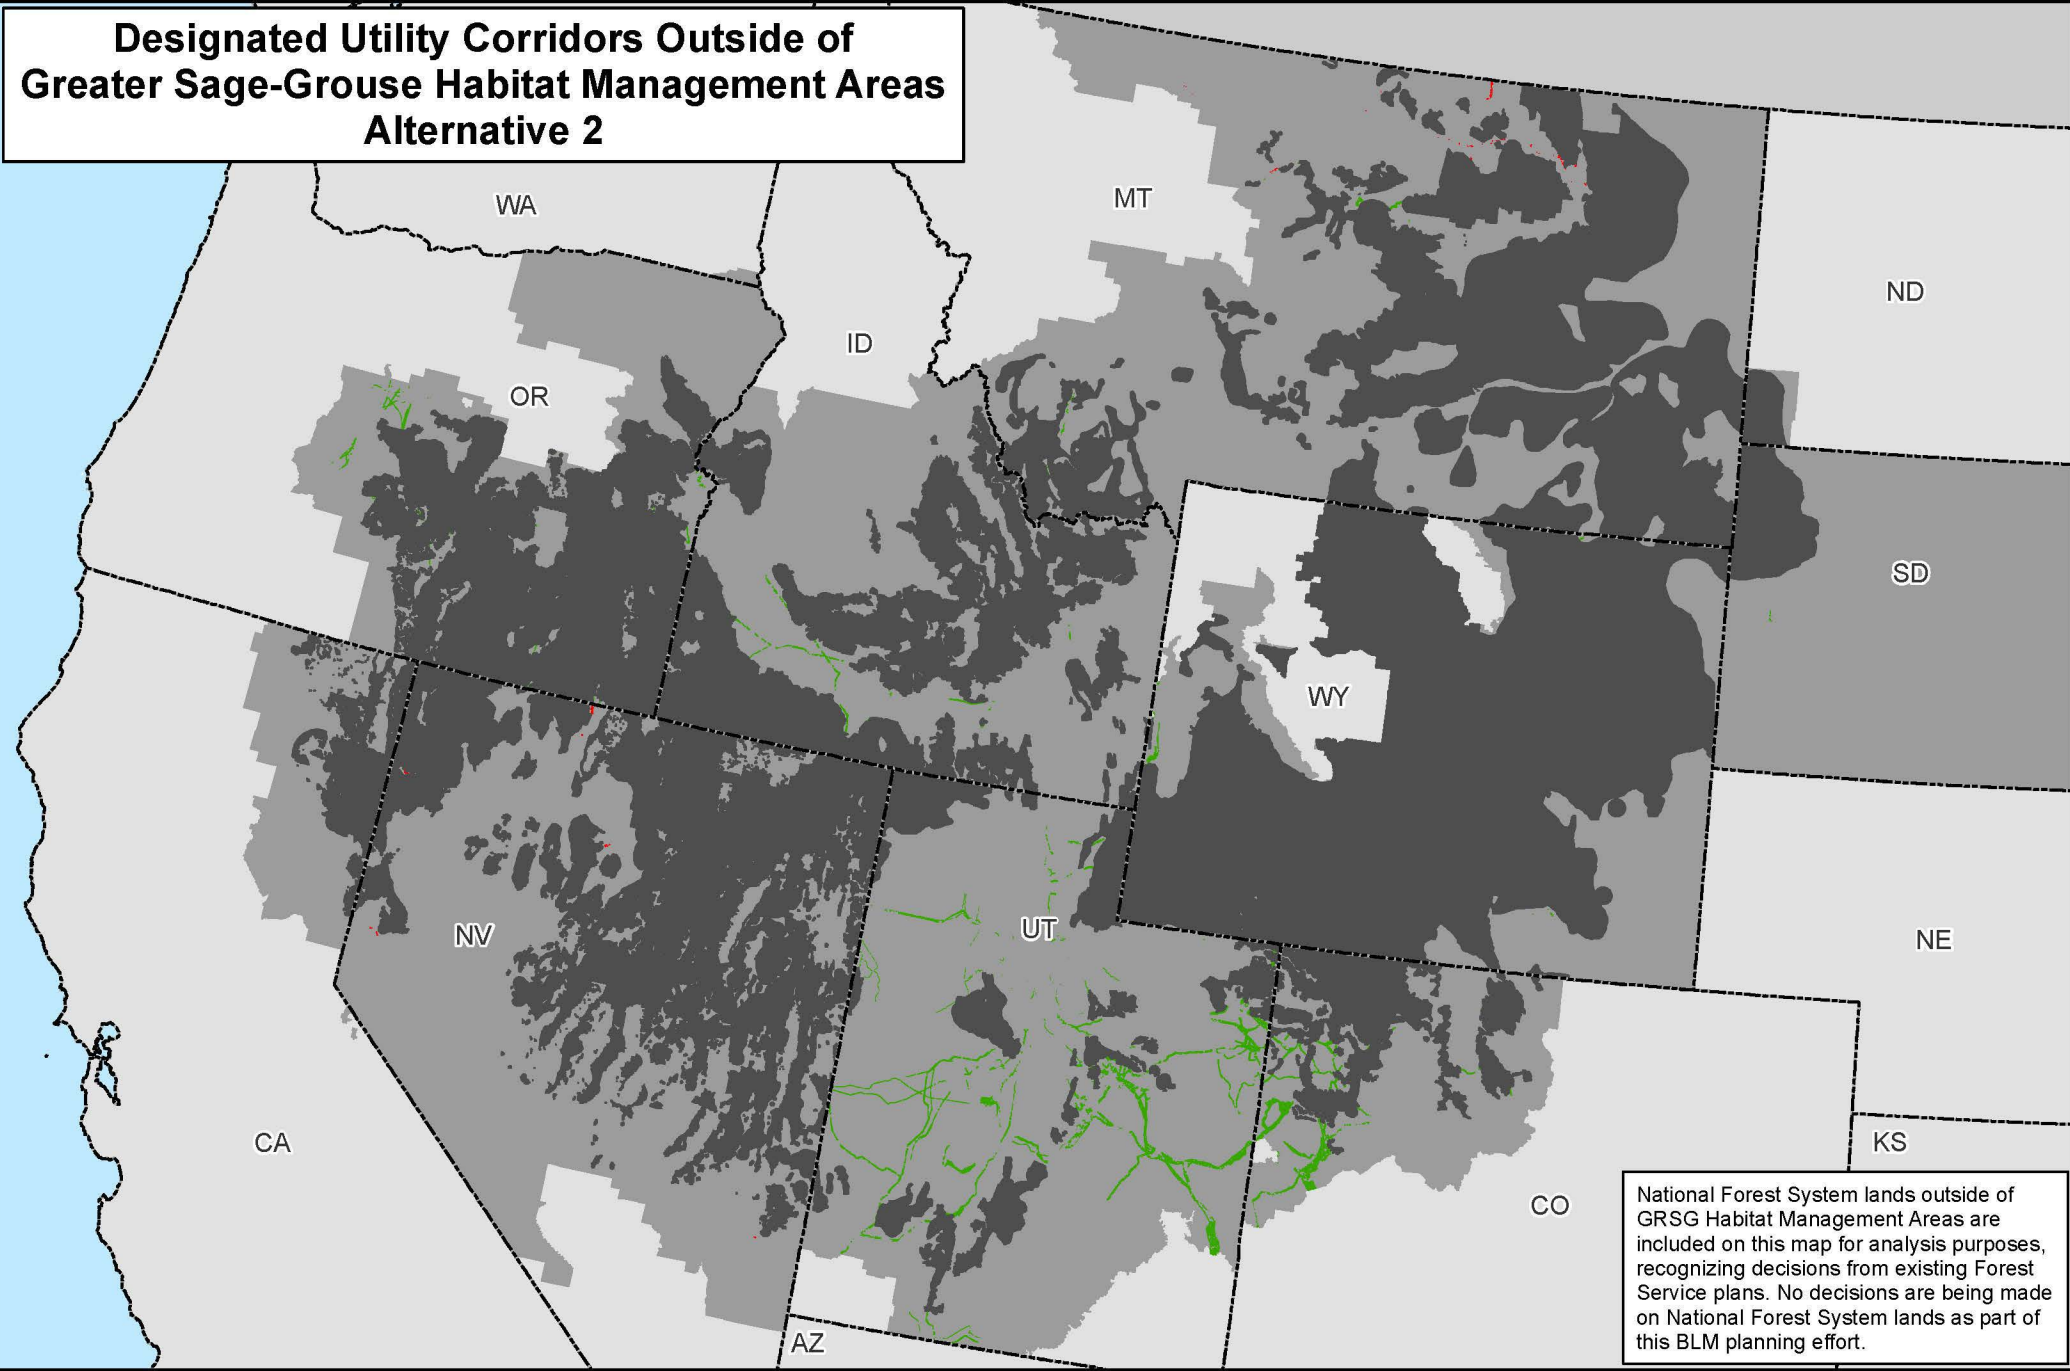 Designated Utility Corridors Outside of
Greater Sage-Grouse Habitat Management Areas
Alternative 2
WA
MT
ND
ID
OR
SD
WY
NV
UT
NE
CA
KS
CO
AZ
National Forest System lands outside of
GRSG Habitat Management Areas are
included on this map for analysis purposes,
recognizing decisions from existing Forest
Service plans. No decisions are being made
on National Forest System lands as part of
this BLM planning effort.